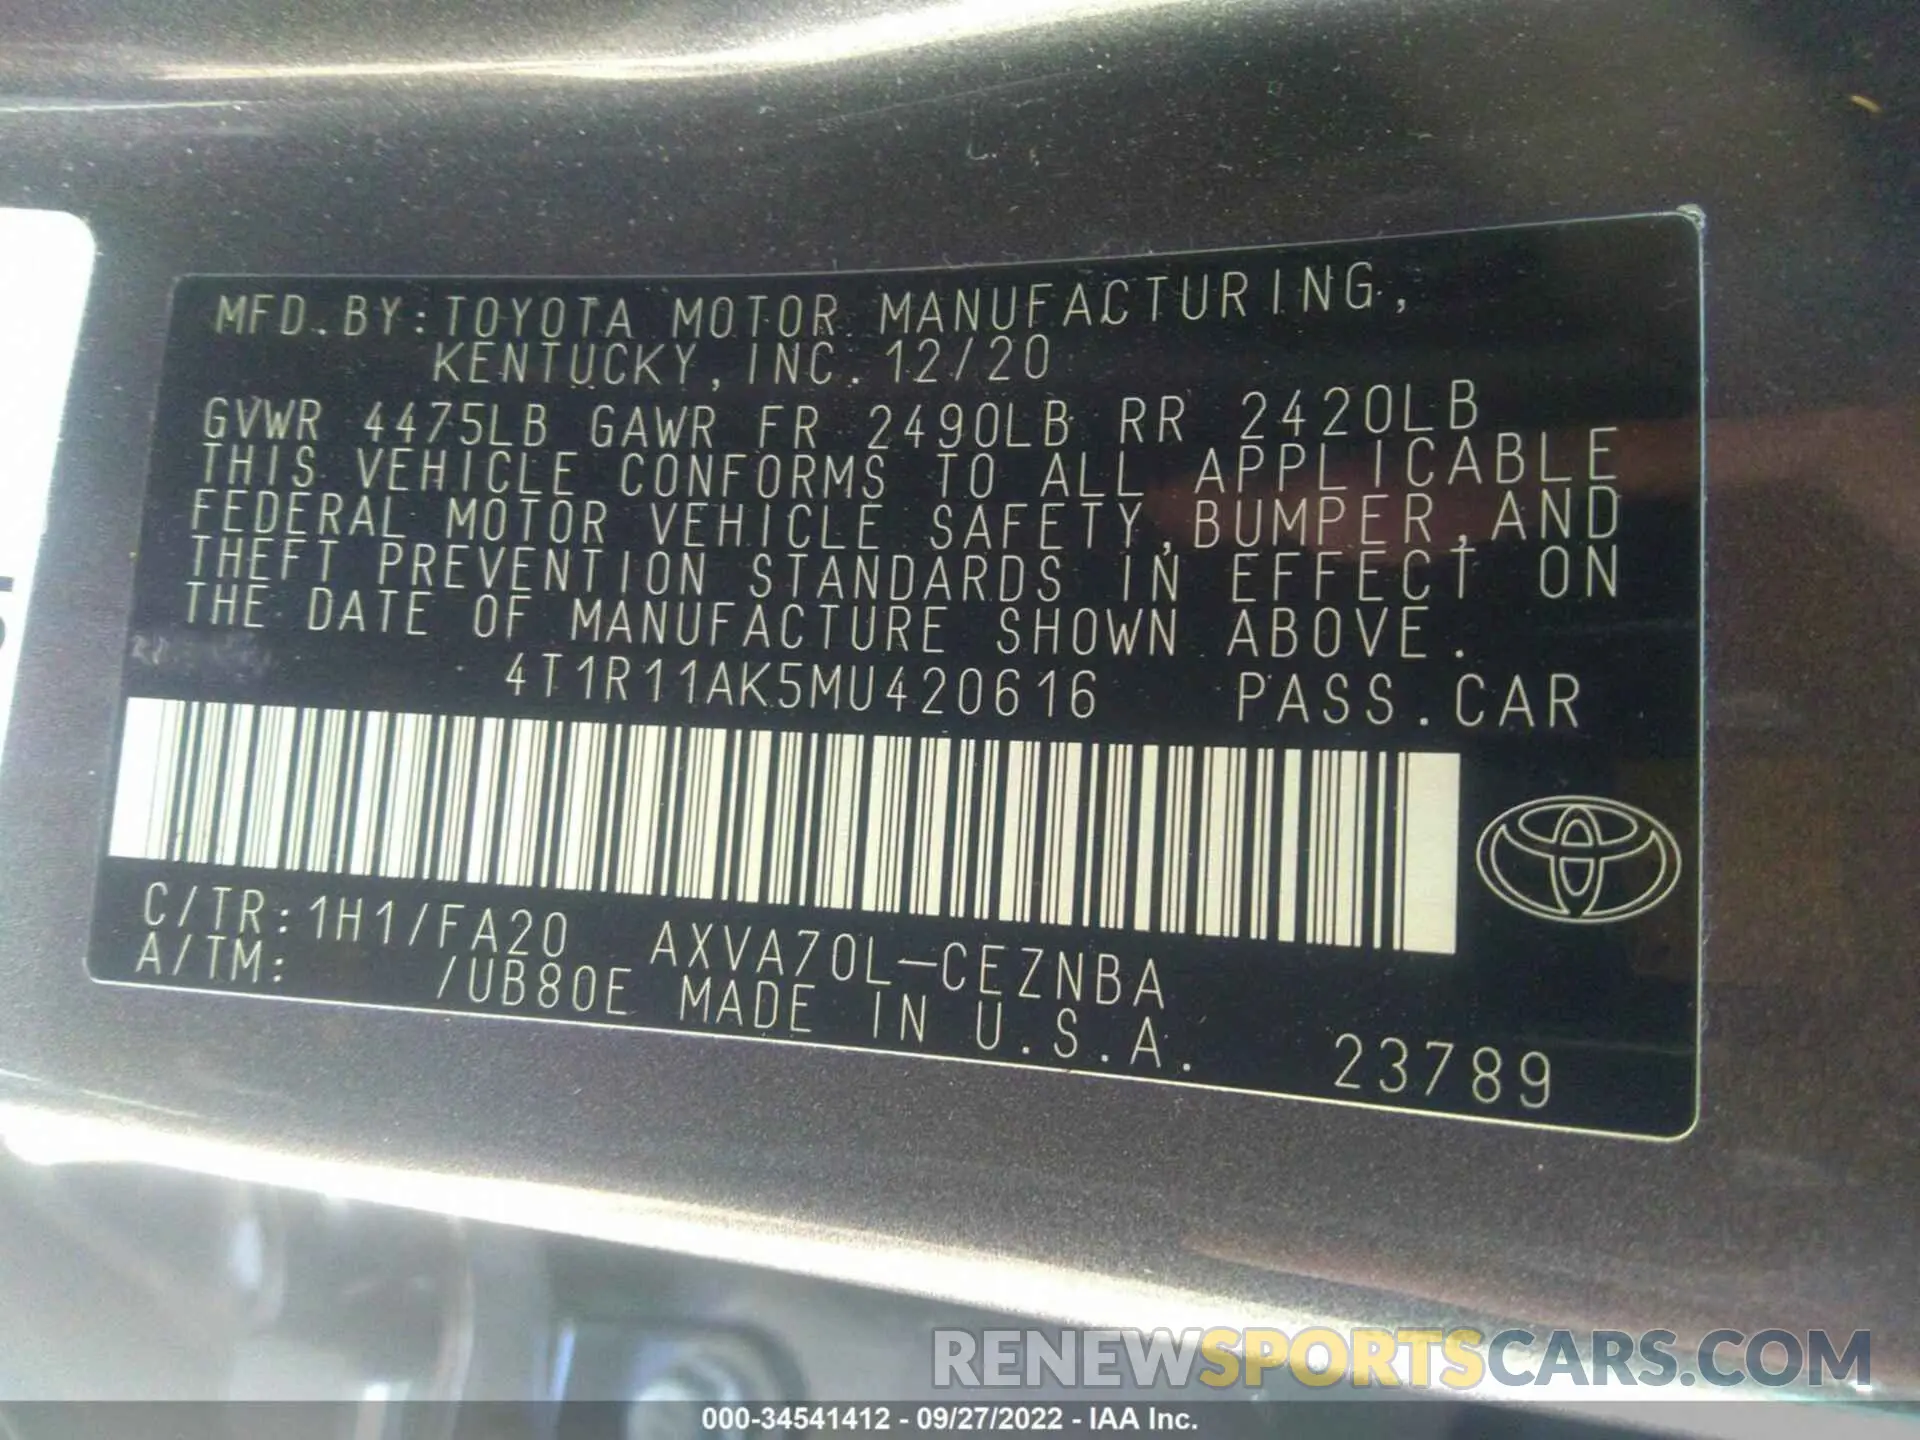 MFD.BY:TOYOTA MOTOR MANUFACTURING,
KENTUCKY, INC. 12/20
GVWR 4475LB GAWR FR 2490LB RR 2420LB
THIS VEHICLE CONFORMS TO ALL APPLICABLE
FEDERAL MOTOR VEHICLE SAFETY, BUMPER, AND
THEFT PREVENTION STANDARDS IN EFFECT ON
THE DATE OF MANUFACTURE SHOWN ABOVE.
4T1R11AK5MU420616 PASS.CAR
C/TR:1H1/FA20 AXVA70L-CEZNBA
A/TM: /UB80E MADE IN U.S.A.
23789
RENEWSPORTSCARS.COM
000-34541412 - 09/27/2022 - IAA Inc.